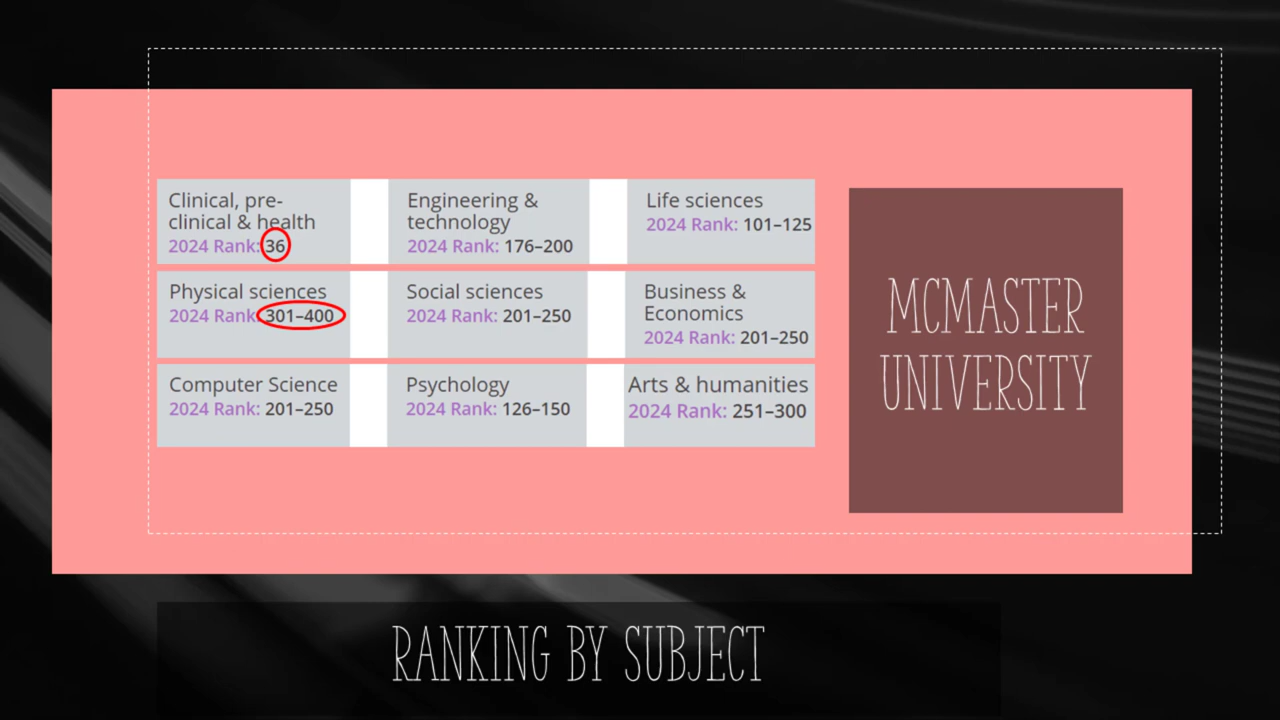 Clinical, pre-
clinical & health
2024 Rank: 36
Engineering &
technology
2024 Rank: 176–200
Life sciences
2024 Rank: 101–125
Physical sciences
2024 Rank: 301–400
Social sciences
2024 Rank: 201–250
Business &
Economics
2024 Rank: 201–250
Computer Science
2024 Rank: 201–250
Psychology
2024 Rank: 126–150
Arts & humanities
2024 Rank: 251–300
MCMASTER
UNIVERSITY
RANKING BY SUBJECT